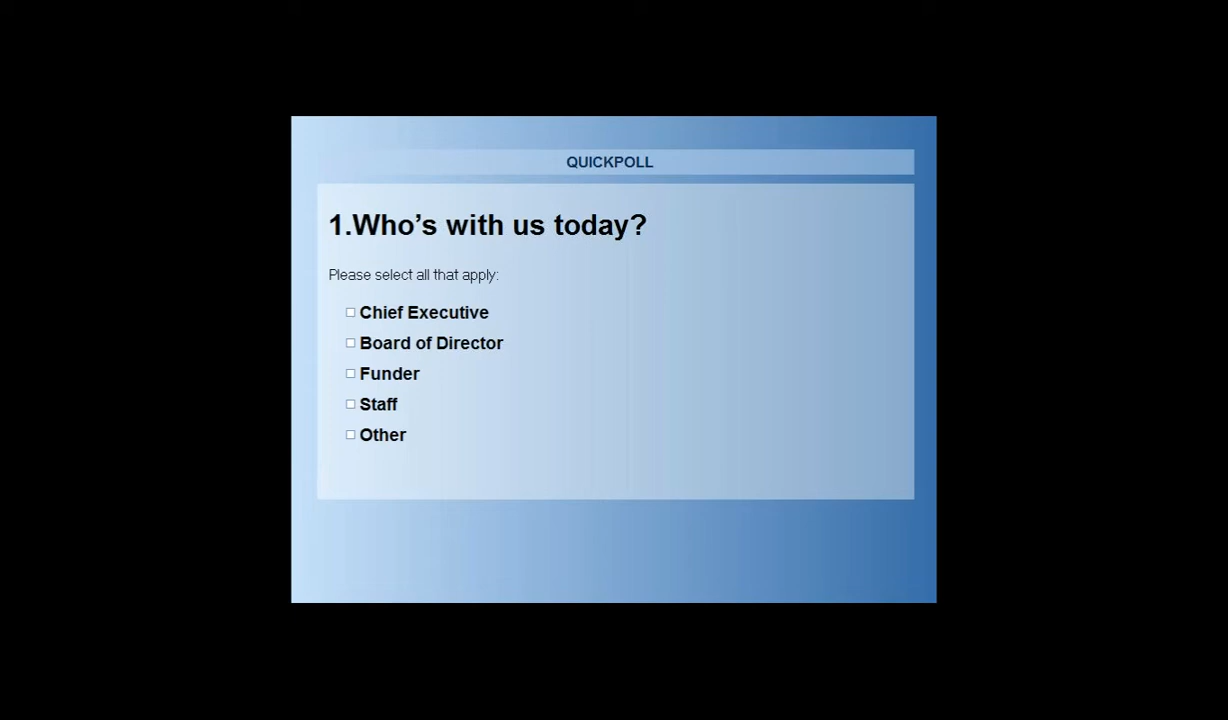 QUICKPOLL
1.Who’s with us today?
Please select all that apply:
Chief Executive
Board of Director
Funder
Staff
Other